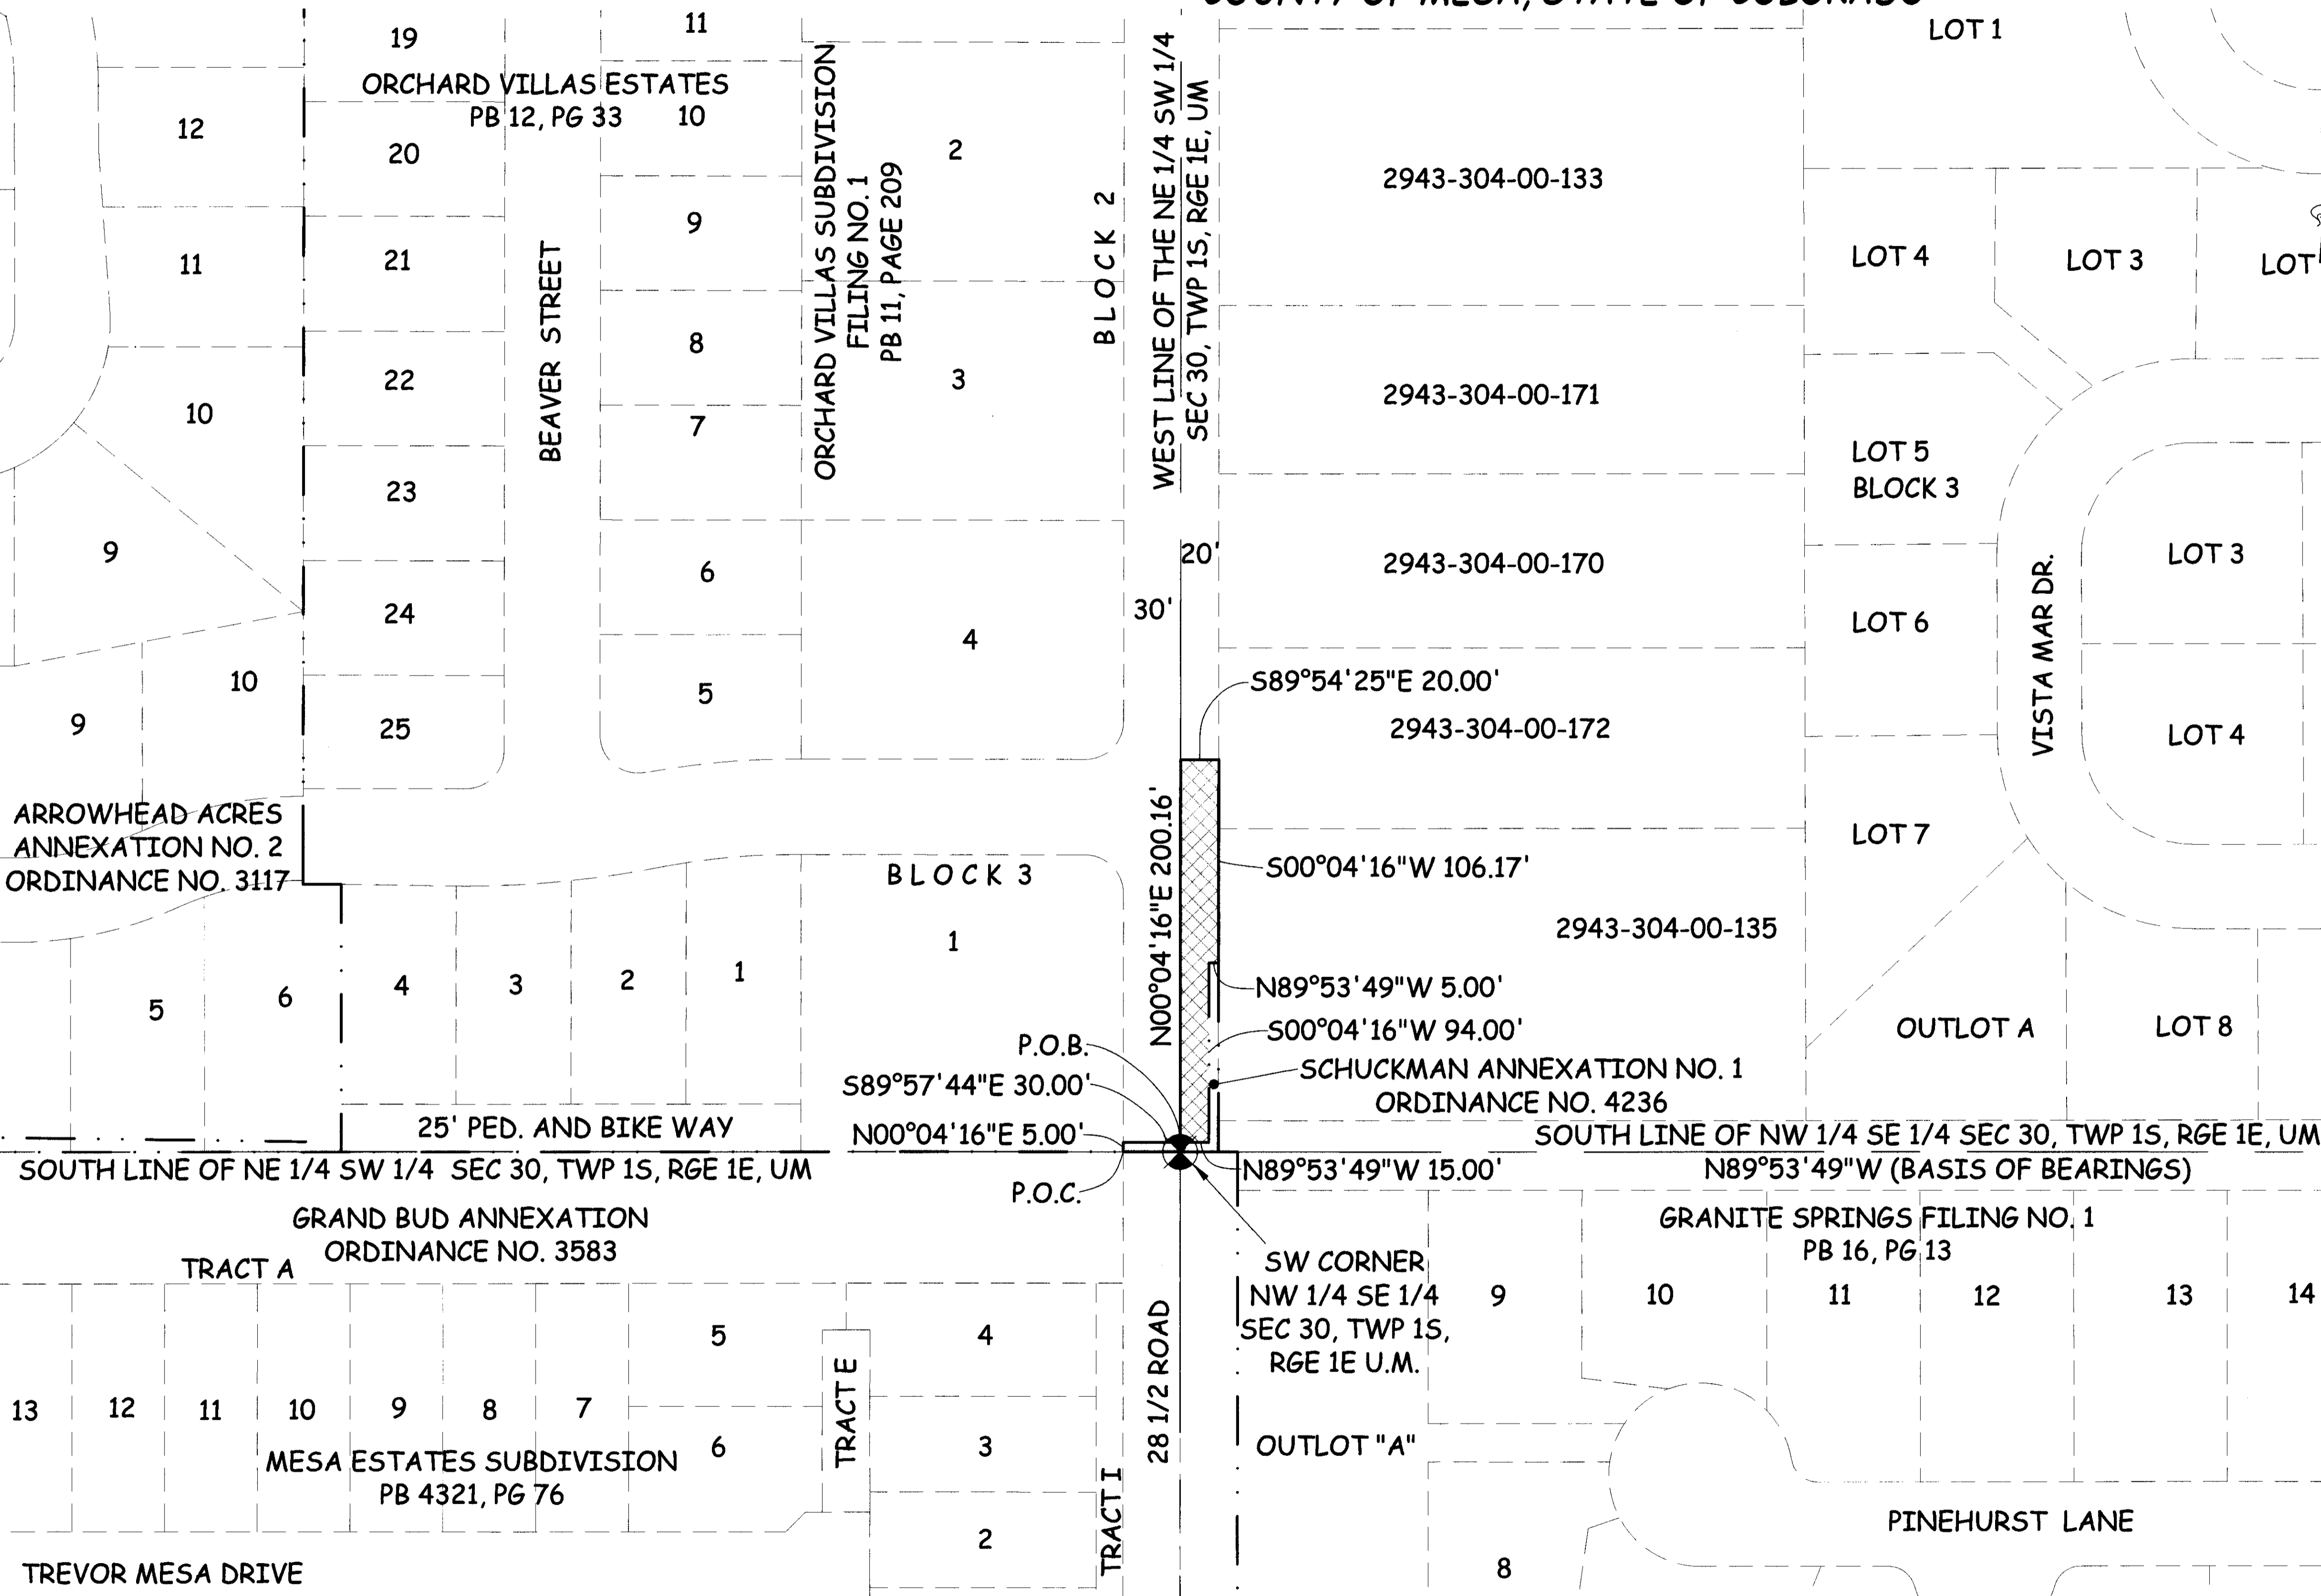 COUNTY OF MESA, STATE OF COLORADO
LOT 1
19
11
ORCHARD VILLAS ESTATES
PB 12, PG 33
10
12
20
11
21
9
22
8
10
7
23
9
24
6
10
5
9
25
BEAVER STREET
ORCHARD VILLAS SUBDIVISION
FILING NO. 1
PB 11, PAGE 209
2
3
4
BLOCK 2
WEST LINE OF THE NE 1/4 SW 1/4
SEC 30, TWP 1S, RGE 1E, UM
20'
30'
2943-304-00-133
2943-304-00-171
2943-304-00-170
S89°54'25"E 20.00'
2943-304-00-172
LOT 4
LOT 3
LOT
LOT 5
BLOCK 3
LOT 6
LOT 7
VISTA MAR DR.
LOT 3
LOT 4
ARROWHEAD ACRES
ANNEXATION NO. 2
ORDINANCE NO. 3117
BLOCK 3
1
N00°04'16"E 200.16'
S00°04'16"W 106.17'
2943-304-00-135
5
6
4
3
2
1
N89°53'49"W 5.00'
S00°04'16"W 94.00'
OUTLOT A
LOT 8
P.O.B.
S89°57'44"E 30.00'
SCHUCKMAN ANNEXATION NO. 1
ORDINANCE NO. 4236
25' PED. AND BIKE WAY
N00°04'16"E 5.00'
SOUTH LINE OF NW 1/4 SE 1/4 SEC 30, TWP 1S, RGE 1E, UM
SOUTH LINE OF NE 1/4 SW 1/4 SEC 30, TWP 1S, RGE 1E, UM
N89°53'49"W 15.00'
N89°53'49"W (BASIS OF BEARINGS)
P.O.C.
GRAND BUD ANNEXATION
ORDINANCE NO. 3583
TRACT A
GRANITE SPRINGS FILING NO. 1
PB 16, PG 13
SW CORNER
NW 1/4 SE 1/4
SEC 30, TWP 1S,
RGE 1E U.M.
9
10
11
12
13
14
5
4
28 1/2 ROAD
13
12
11
10
9
8
7
6
TRACT E
3
OUTLOT "A"
MESA ESTATES SUBDIVISION
PB 4321, PG 76
TRACT I
2
PINEHURST LANE
8
TREVOR MESA DRIVE